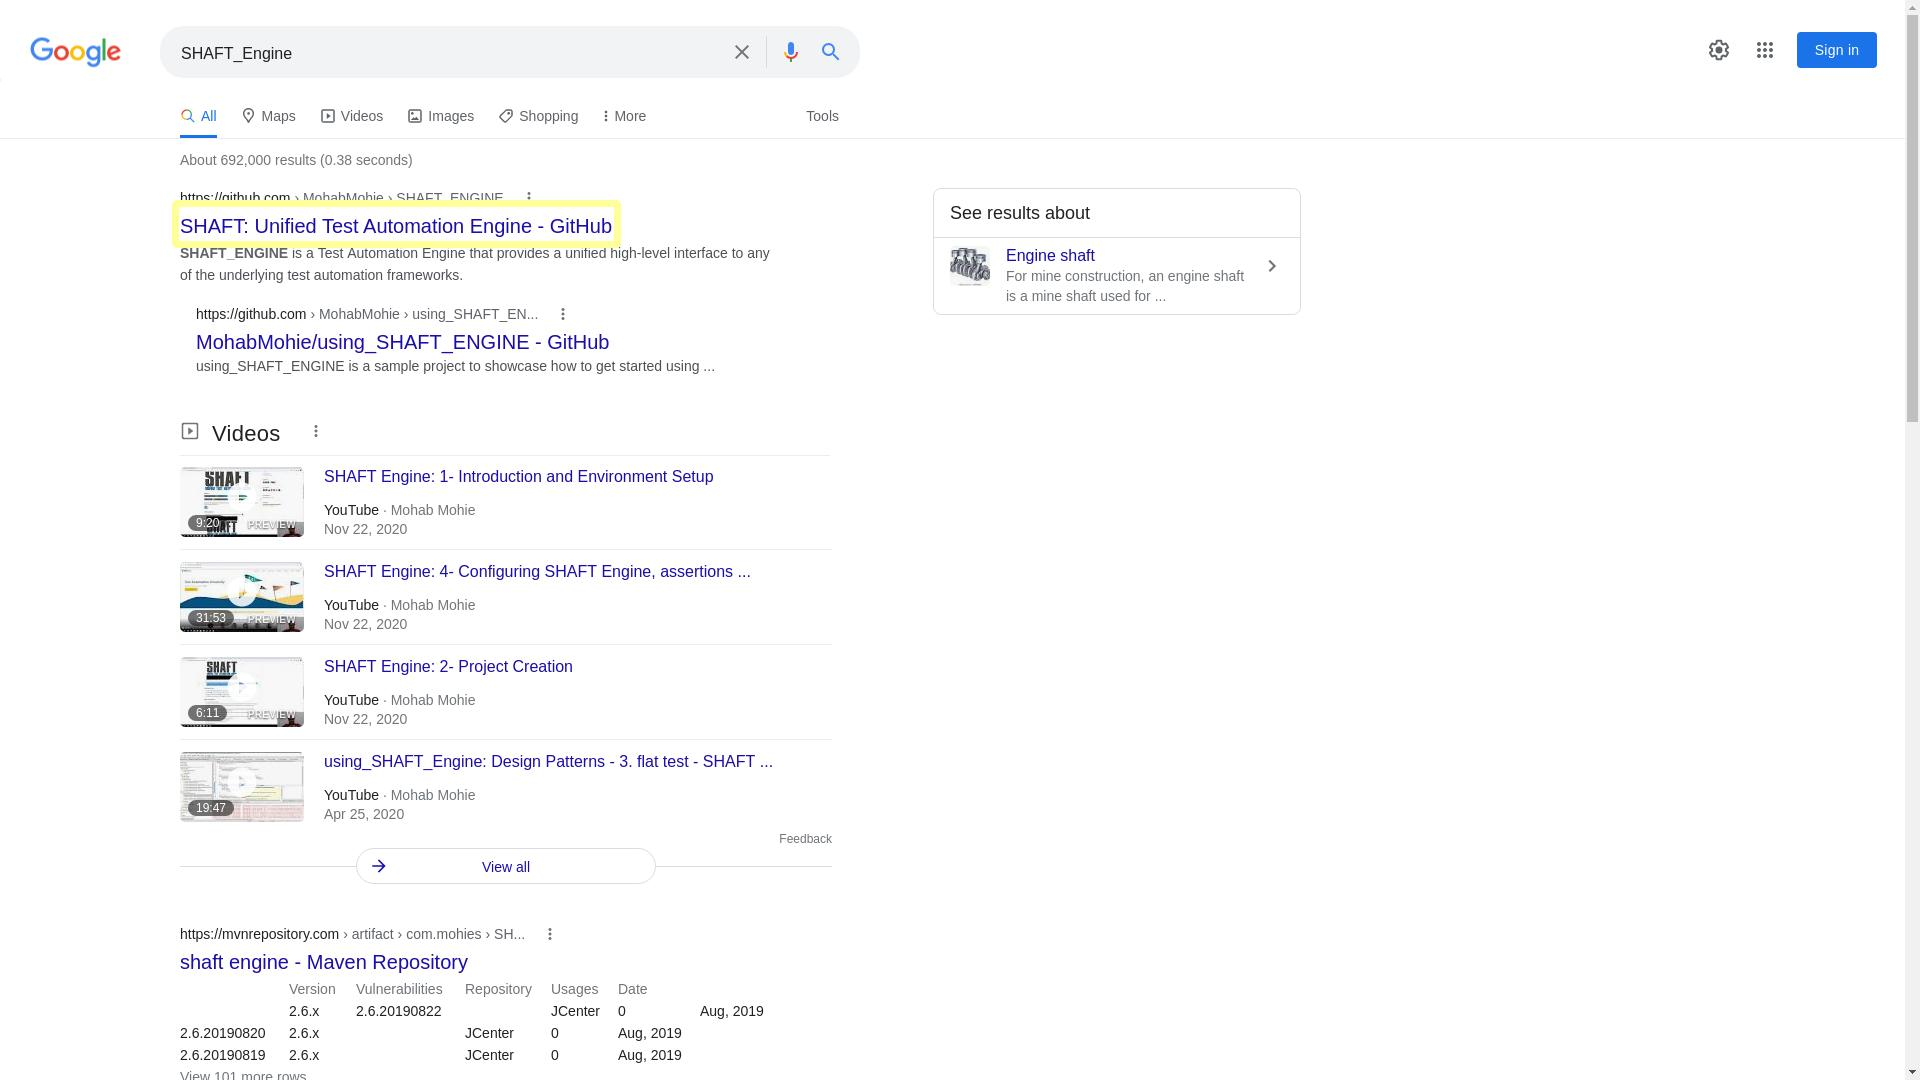 Google
SHAFT_Engine
Sign in
All
Maps
Videos
Images
Shopping
More
Tools
About 692,000 results (0.38 seconds)
https://github.com › MohabMohie › SHAFT_ENGINE
SHAFT: Unified Test Automation Engine - GitHub
SHAFT_ENGINE is a Test Automation Engine that provides a unified high-level interface to any
of the underlying test automation frameworks.
https://github.com › MohabMohie › using_SHAFT_EN...
MohabMohie/using_SHAFT_ENGINE - GitHub
using_SHAFT_ENGINE is a sample project to showcase how to get started using ...
See results about
Engine shaft
For mine construction, an engine shaft
is a mine shaft used for ...
Videos
SHAFT
9:20
PREVIEW
SHAFT Engine: 1- Introduction and Environment Setup
YouTube · Mohab Mohie
Nov 22, 2020
31:53
PREVIEW
SHAFT Engine: 4- Configuring SHAFT Engine, assertions ...
YouTube · Mohab Mohie
Nov 22, 2020
SHAFT
6:11
PREVIEW
SHAFT Engine: 2- Project Creation
YouTube · Mohab Mohie
Nov 22, 2020
19:47
using_SHAFT_Engine: Design Patterns - 3. flat test - SHAFT ...
YouTube · Mohab Mohie
Apr 25, 2020
Feedback
View all
https://mvnrepository.com › artifact › com.mohies › SH...
shaft engine - Maven Repository
Version Vulnerabilities Repository Usages Date
2.6.x 2.6.20190822 JCenter 0 Aug, 2019
2.6.20190820 2.6.x JCenter 0 Aug, 2019
2.6.20190819 2.6.x JCenter 0 Aug, 2019
View 101 more rows